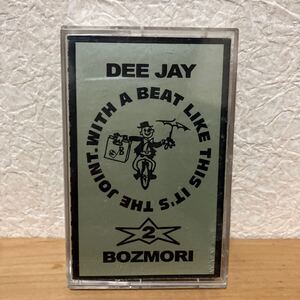 DEE JAY
WITH A BEAT LIKE THIS IT'S THE JOINT.
2
BOZMORI